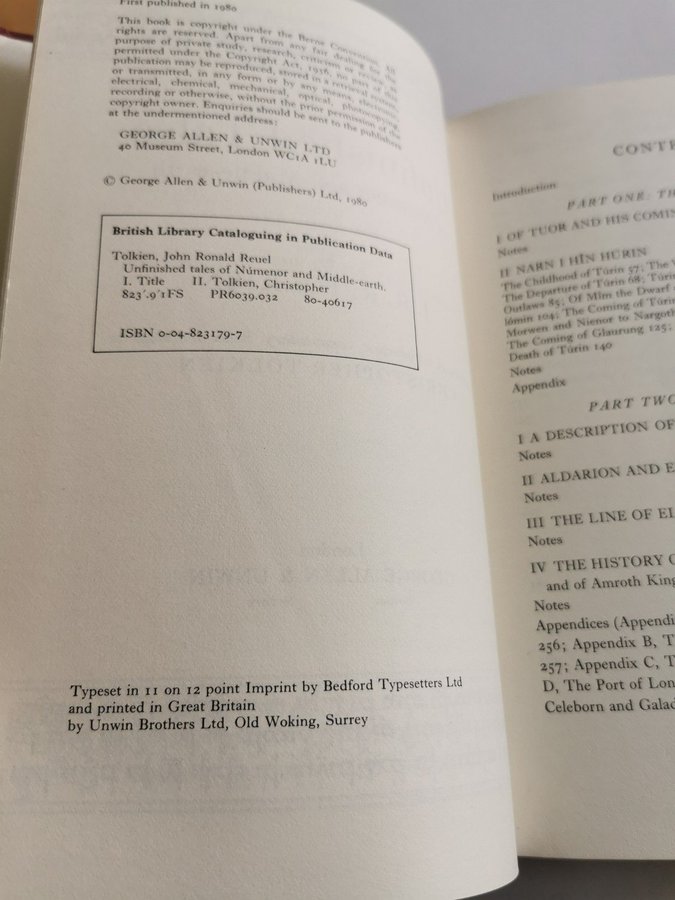 First published in 1980
This book is copyright under the Berne Convention. All
rights are reserved. Apart from any fair dealing for the
purpose of private study, research, criticism or review, as
permitted under the Copyright Act, 1956, no part of this
publication may be reproduced, stored in a retrieval system,
or transmitted, in any form or by any means, electronic,
electrical, chemical, mechanical, optical, photocopying,
recording or otherwise, without the prior permission of the
copyright owner. Enquiries should be sent to the publishers
at the undermentioned address:
GEORGE ALLEN & UNWIN LTD
40 Museum Street, London WC1A 1LU
© George Allen & Unwin (Publishers) Ltd, 1980
British Library Cataloguing in Publication Data
Tolkien, John Ronald Reuel
Unfinished tales of Númenor and Middle-earth.
I. Title II. Tolkien, Christopher
823'.9'1FS PR6039.032 80-40617
ISBN 0-04-823179-7
Typeset in 11 on 12 point Imprint by Bedford Typesetters Ltd
and printed in Great Britain
by Unwin Brothers Ltd, Old Woking, Surrey
CONTE
Introduction
PART ONE: TH
I OF TUOR AND HIS COMIN
Notes
II NARN I HÎN HÚRIN
The Childhood of Túrin 57; The
The Departure of Túrin 68; Túrin
Outlaws 85; Of Mîm the Dwarf
lómin 104; The Coming of Túrin
Morwen and Nienor to Nargoth
The Coming of Glaurung 125;
Death of Túrin 140
Notes
Appendix
PART TWO
I A DESCRIPTION OF
Notes
II ALDARION AND E
Notes
III THE LINE OF EL
Notes
IV THE HISTORY O
and of Amroth King
Notes
Appendices (Appendi
256; Appendix B, T
257; Appendix C, T
D, The Port of Lon
Celeborn and Galad